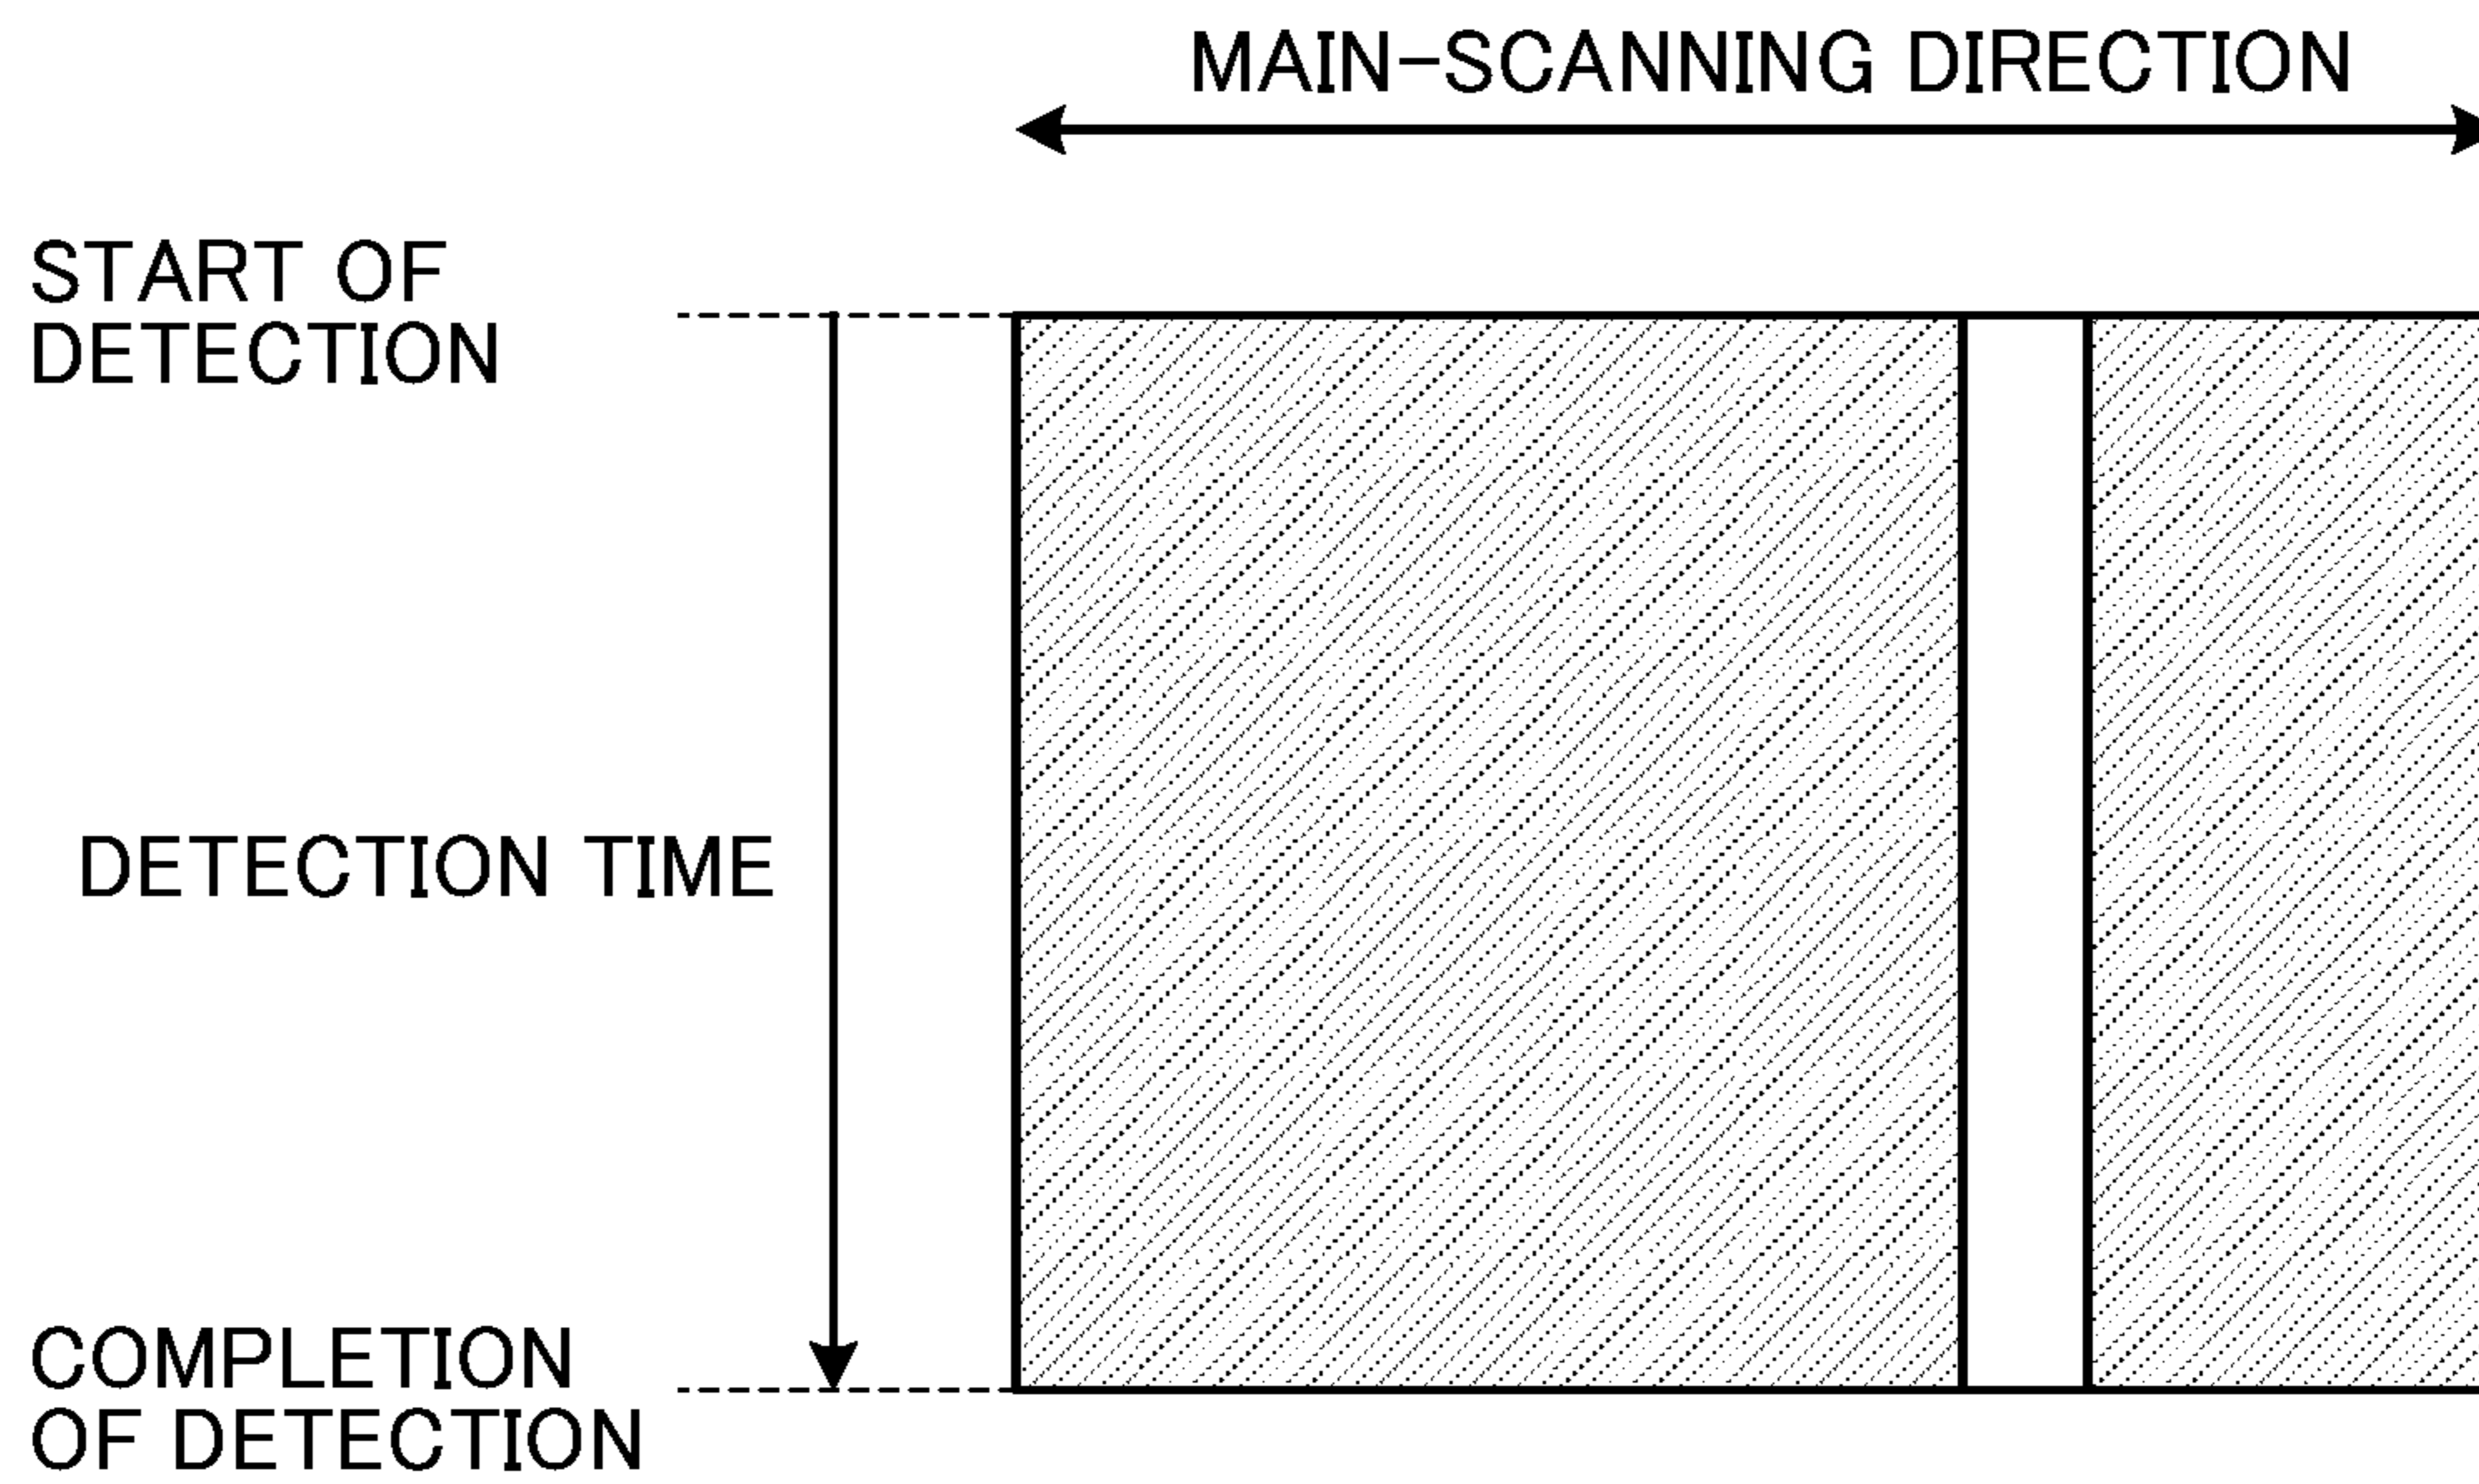 MAIN-SCANNING DIRECTION
START OF
DETECTION
DETECTION TIME
COMPLETION
OF DETECTION